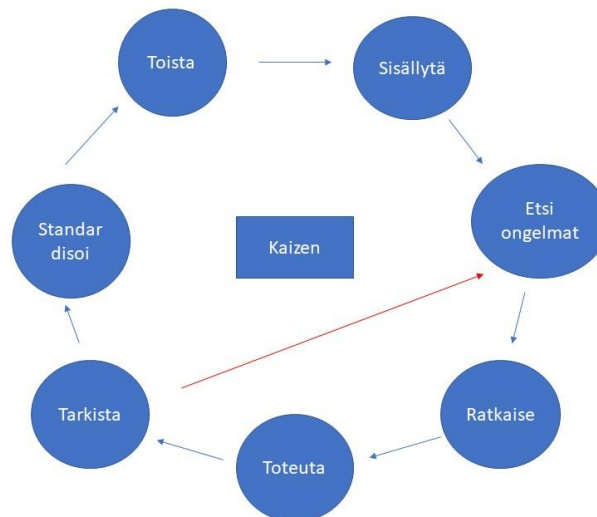 Toista
Sisällytä
Etsi
ongelmat
Ratkaise
Toteuta
Tarkista
Standar
disoi
Kaizen